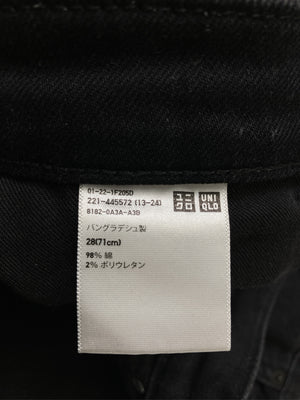 01-22-1F205D
221-445572 (13-24)
8182-0A3A-A3B
ユニ
クロ
UNI
QLO
バングラデシュ製
28(71cm)
98% 綿
2% ポリウレタン